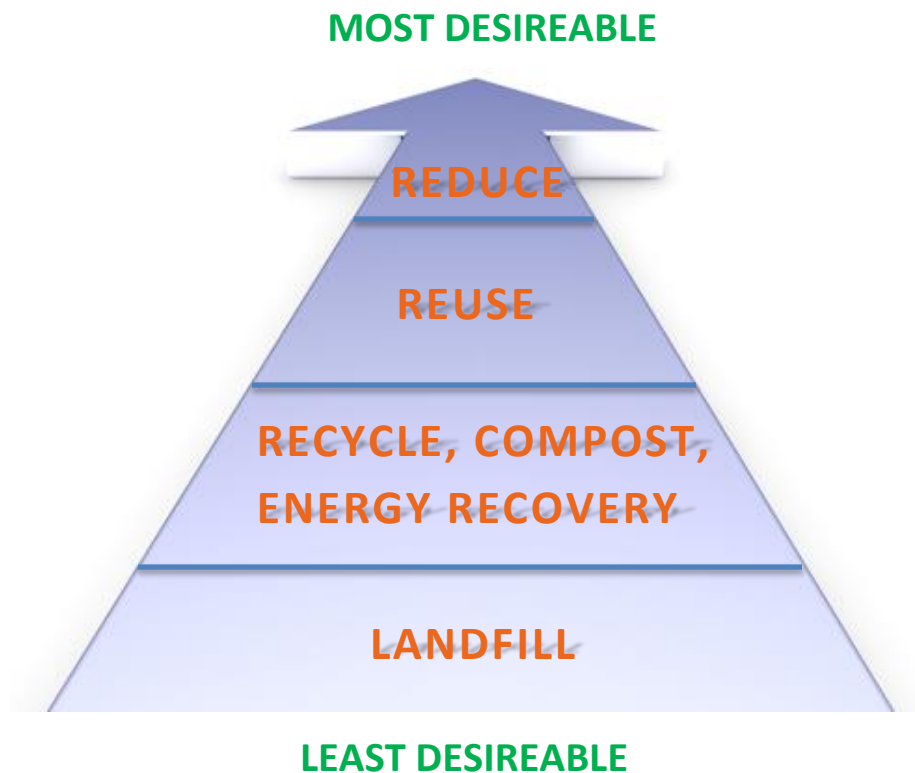 MOST DESIREABLE
REDUCE
REUSE
RECYCLE, COMPOST,
ENERGY RECOVERY
LANDFILL
LEAST DESIREABLE